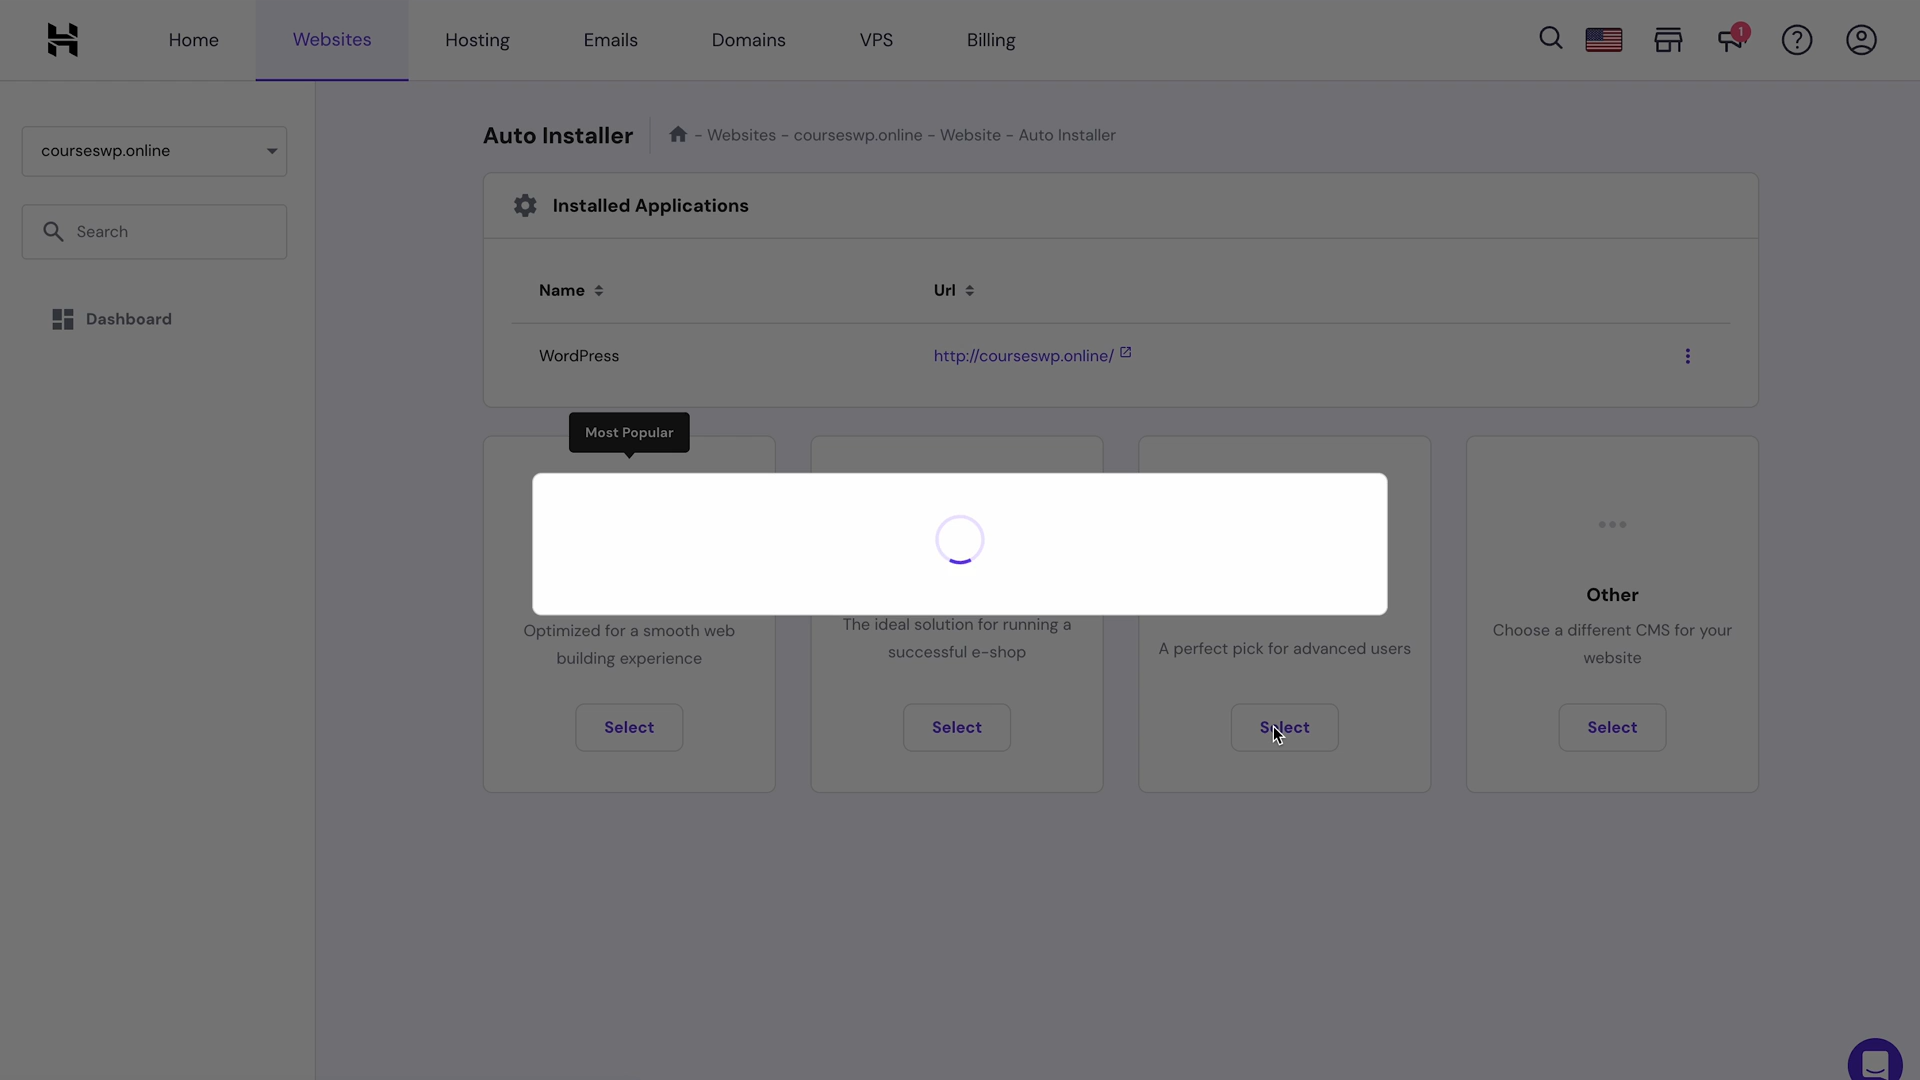 Home
Websites
Hosting
Emails
Domains
VPS
Billing
1
courseswp.online
Search
Dashboard
Auto Installer
- Websites - courseswp.online - Website - Auto Installer
Installed Applications
Name
Url
WordPress
http://courseswp.online/
Most Popular
Optimized for a smooth web
building experience
Select
The ideal solution for running a
successful e-shop
Select
A perfect pick for advanced users
Select
Other
Choose a different CMS for your
website
Select